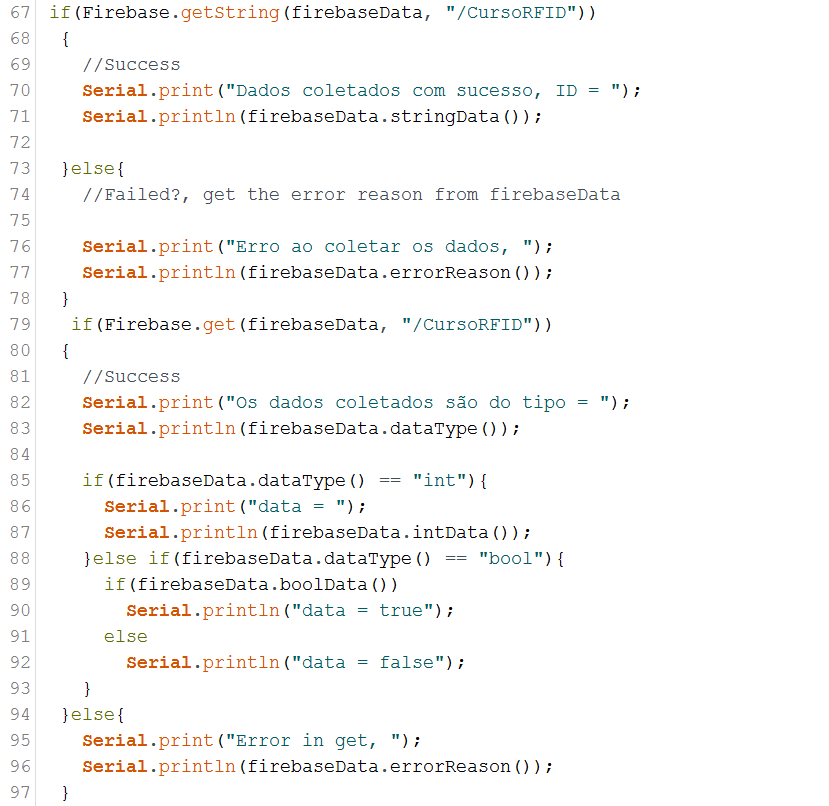 67 if(Firebase.getString(firebaseData, "/CursoRFID"))
68 {
69 //Success
70 Serial.print("Dados coletados com sucesso, ID = ");
71 Serial.println(firebaseData.stringData());
72
73 }else{
74 //Failed?, get the error reason from firebaseData
75
76 Serial.print("Erro ao coletar os dados, ");
77 Serial.println(firebaseData.errorReason());
78 }
79 if(Firebase.get(firebaseData, "/CursoRFID"))
80 {
81 //Success
82 Serial.print("Os dados coletados são do tipo = ");
83 Serial.println(firebaseData.dataType());
84
85 if(firebaseData.dataType() == "int"){
86 Serial.print("data = ");
87 Serial.println(firebaseData.intData());
88 }else if(firebaseData.dataType() == "bool"){
89 if(firebaseData.boolData())
90 Serial.println("data = true");
91 else
92 Serial.println("data = false");
93 }
94 }else{
95 Serial.print("Error in get, ");
96 Serial.println(firebaseData.errorReason());
97 }